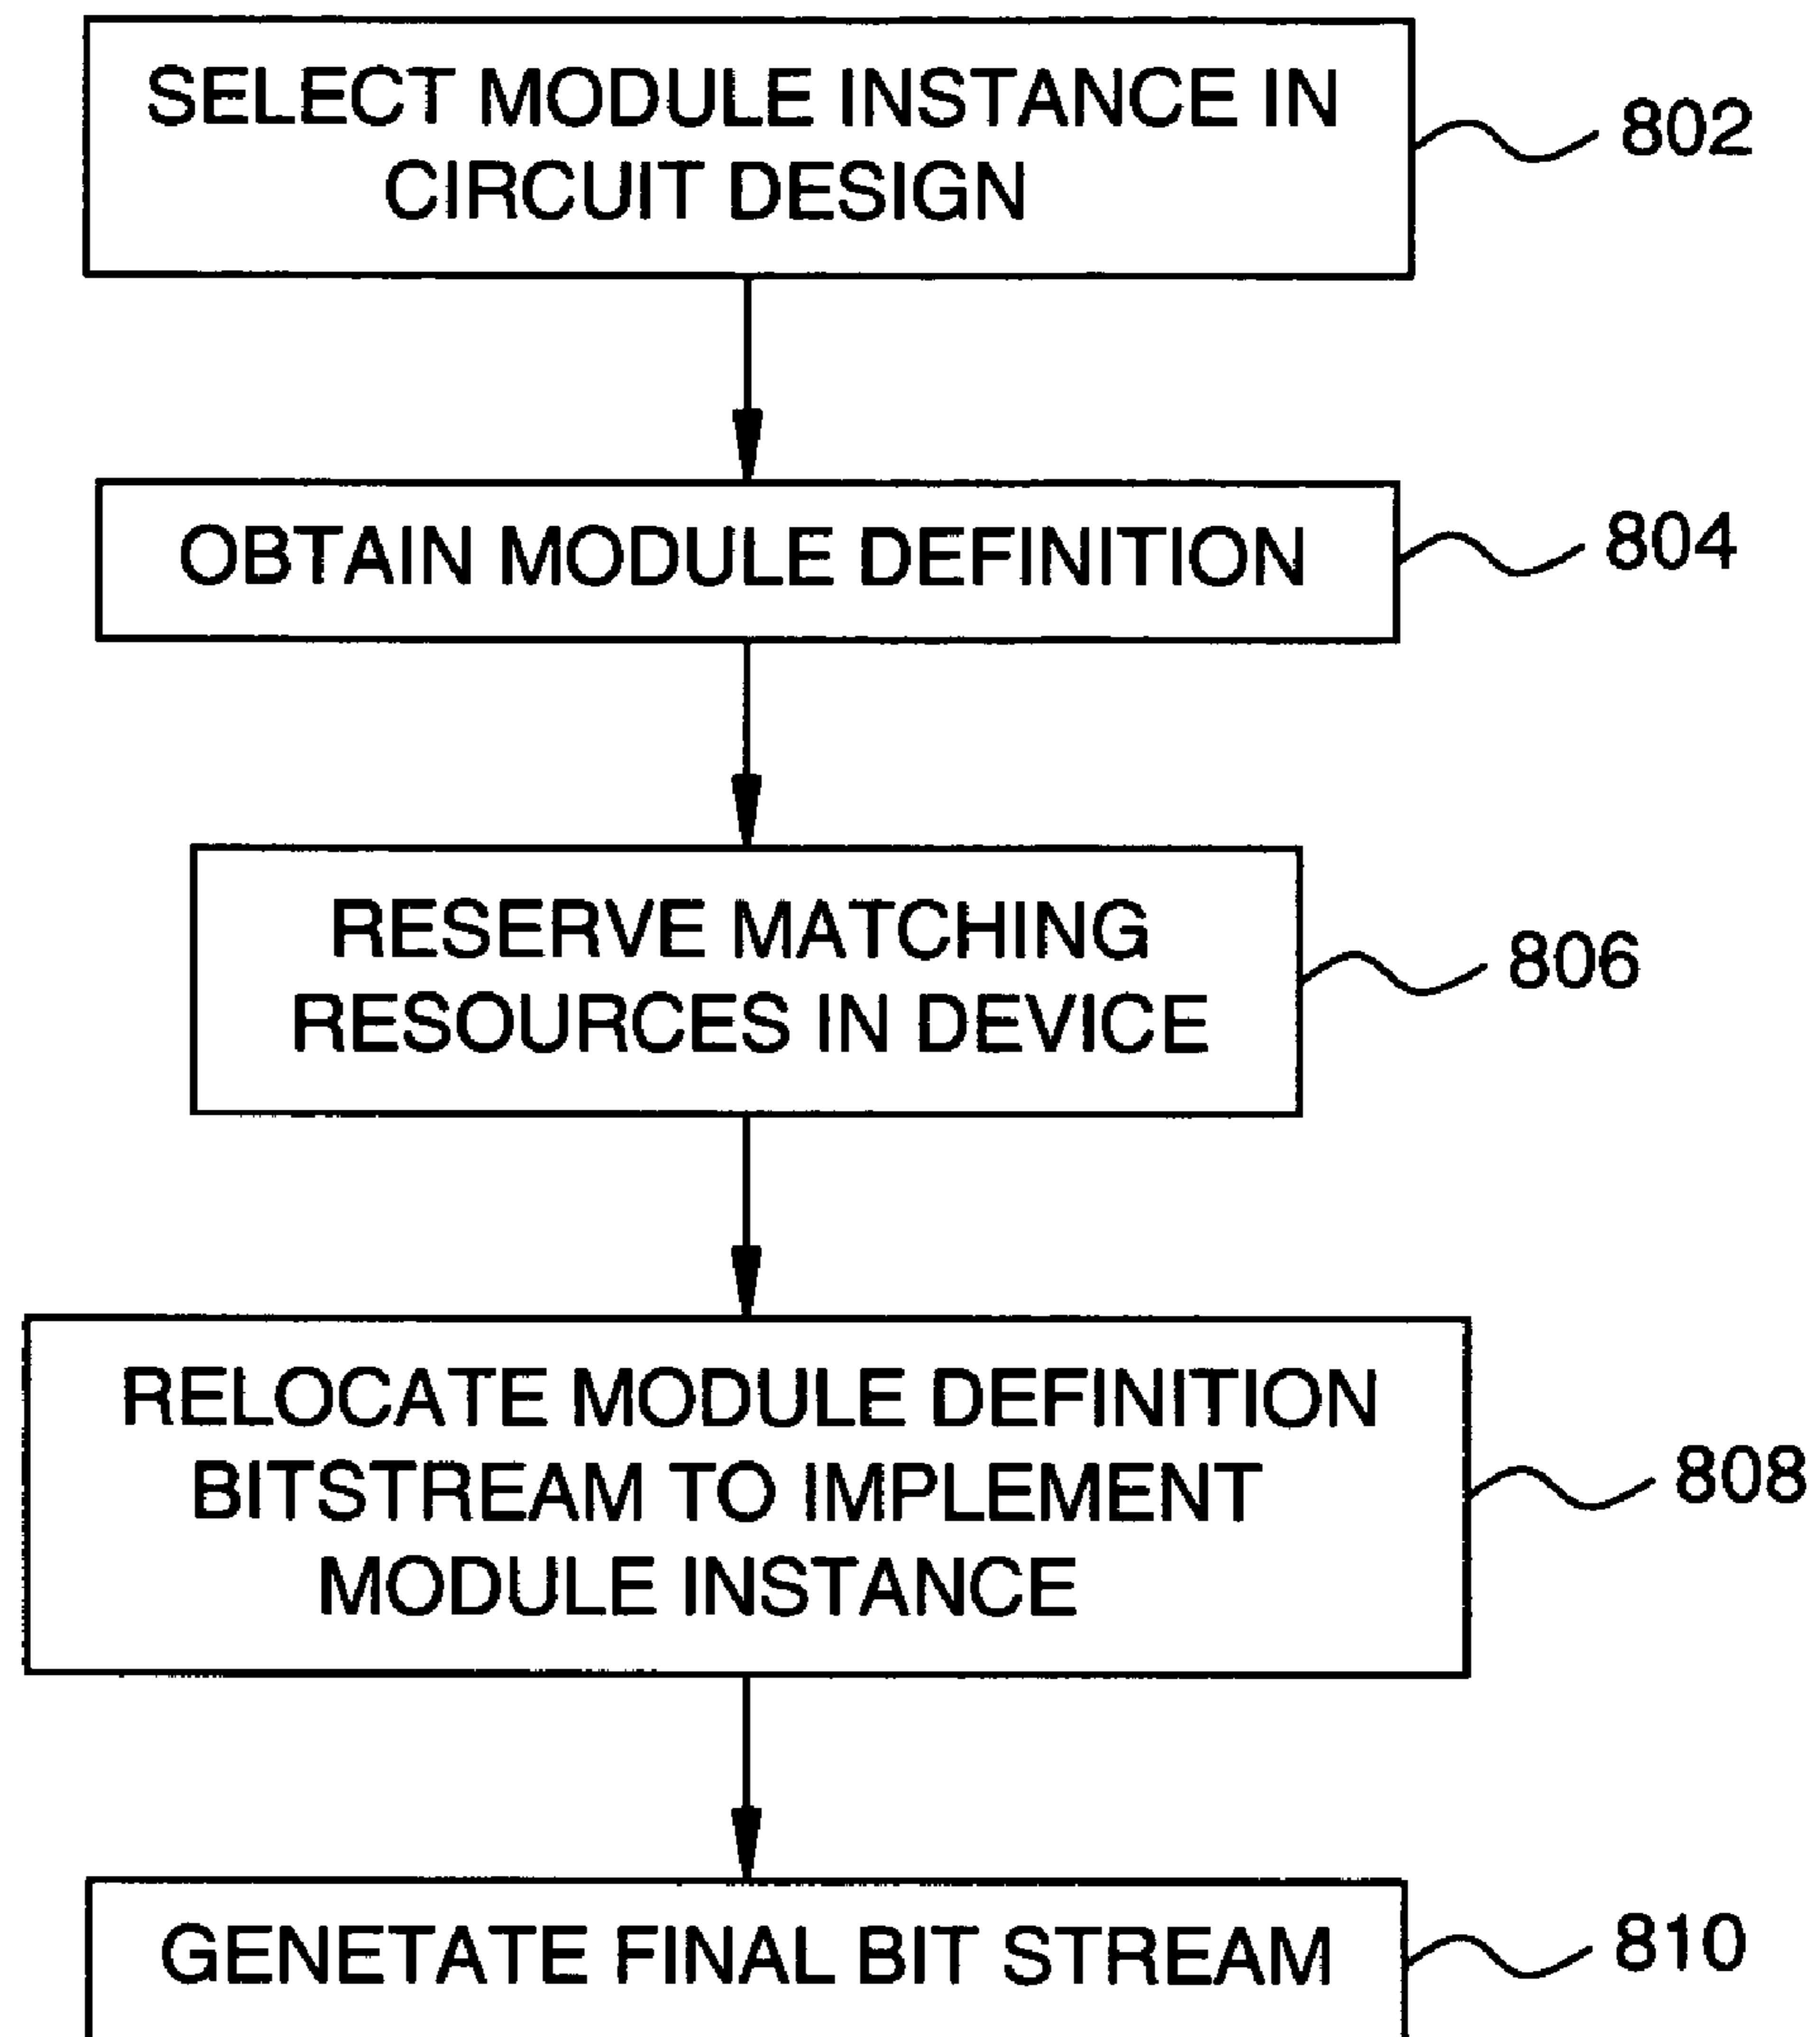 SELECT MODULE INSTANCE IN
CIRCUIT DESIGN
802
OBTAIN MODULE DEFINITION
804
RESERVE MATCHING
RESOURCES IN DEVICE
806
RELOCATE MODULE DEFINITION
BITSTREAM TO IMPLEMENT
MODULE INSTANCE
808
GENETATE FINAL BIT STREAM
810